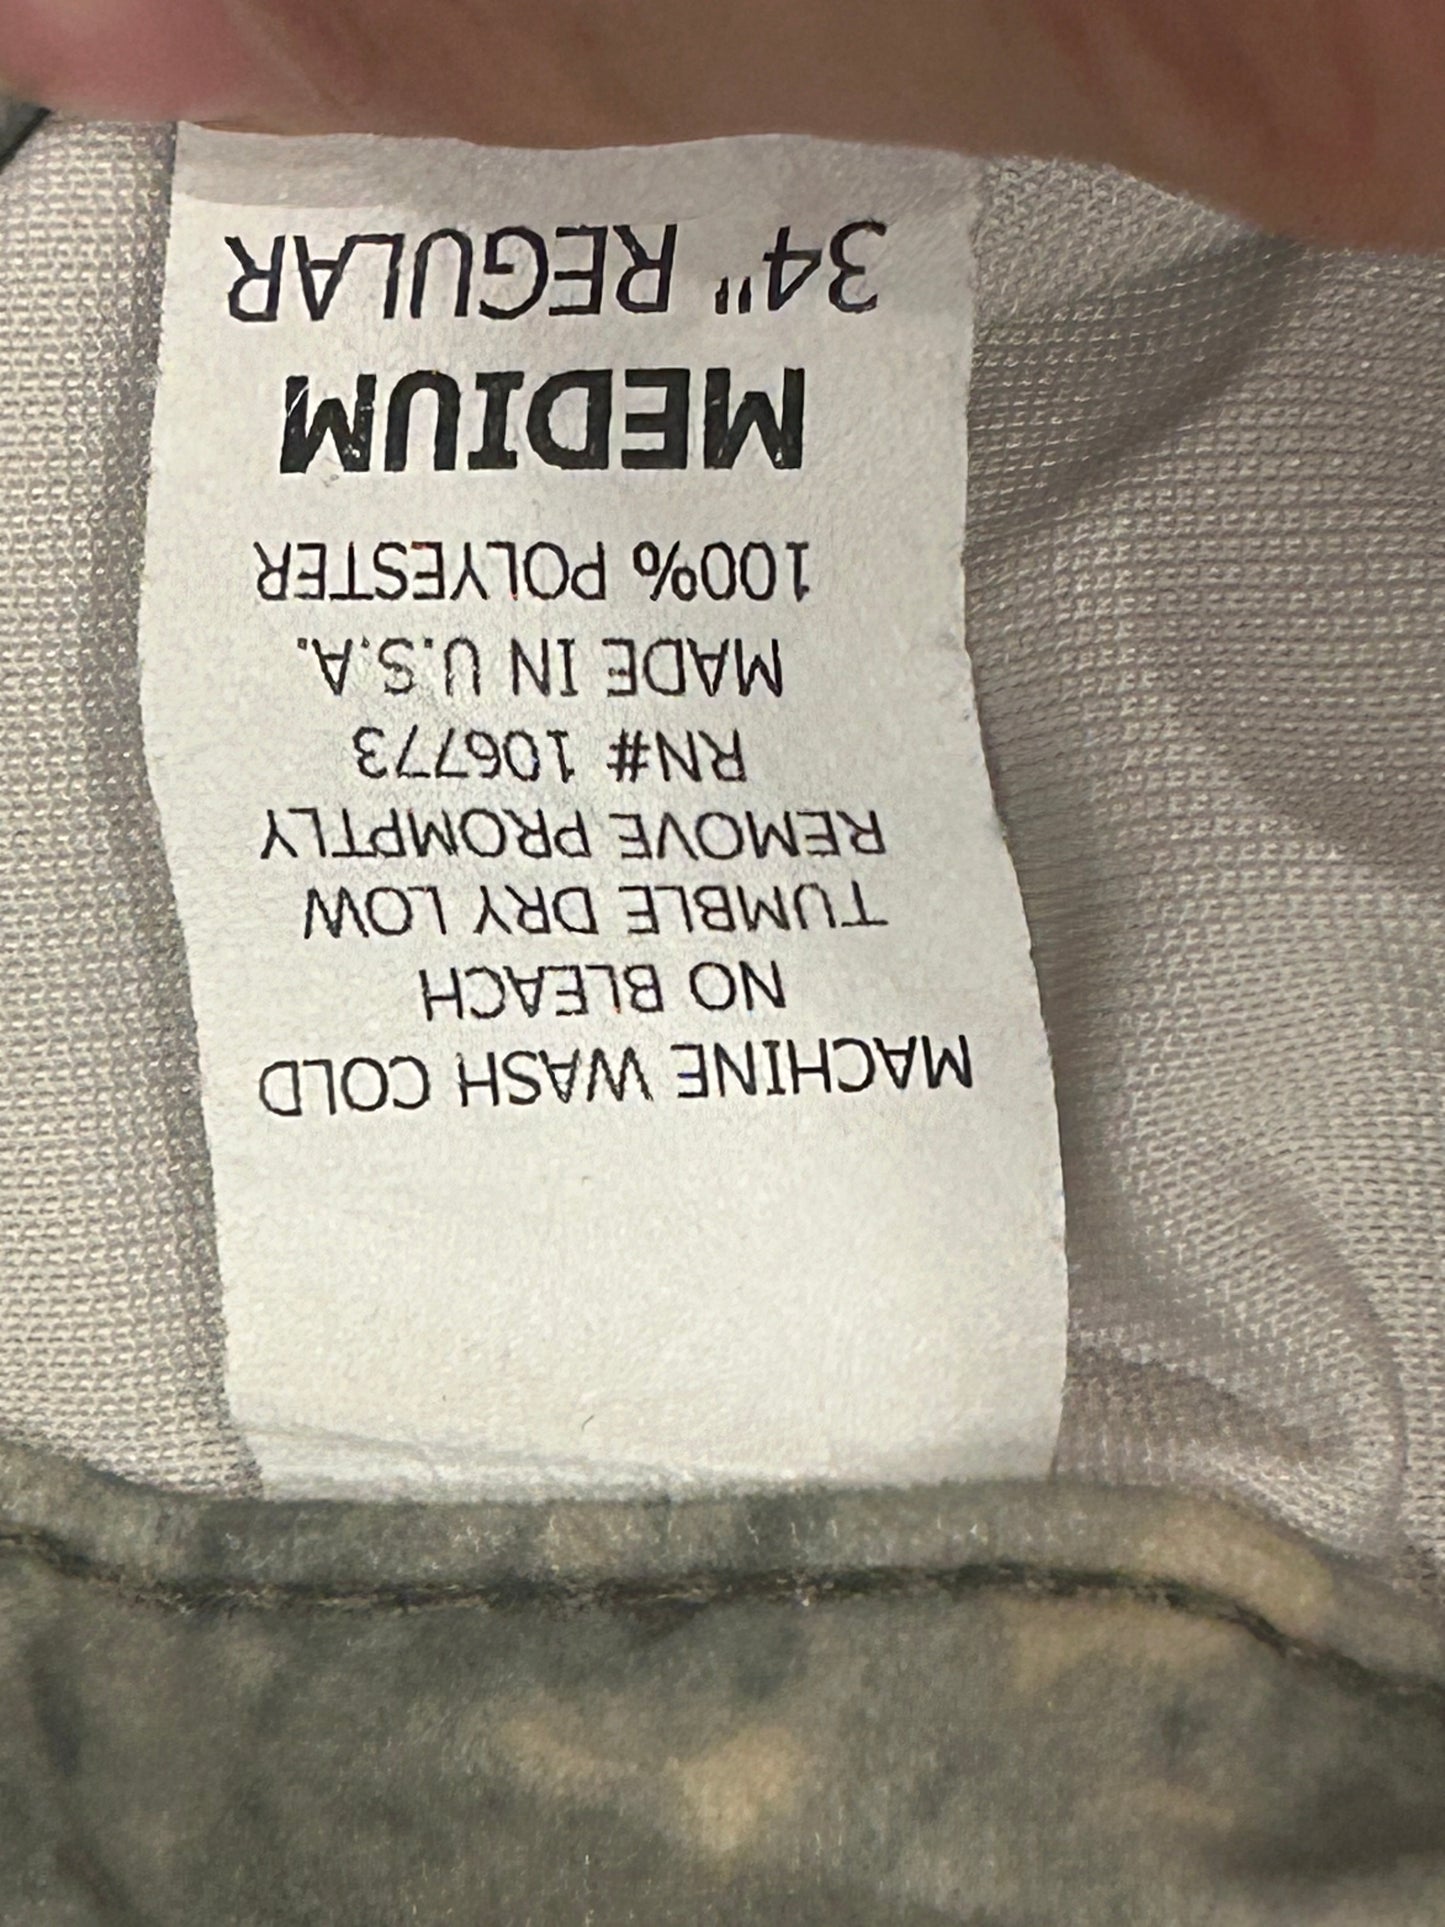 MACHINE WASH COLD
NO BLEACH
TUMBLE DRY LOW
REMOVE PROMPTLY
RN# 106773
MADE IN U.S.A.
100% POLYESTER
MEDIUM
34" REGULAR